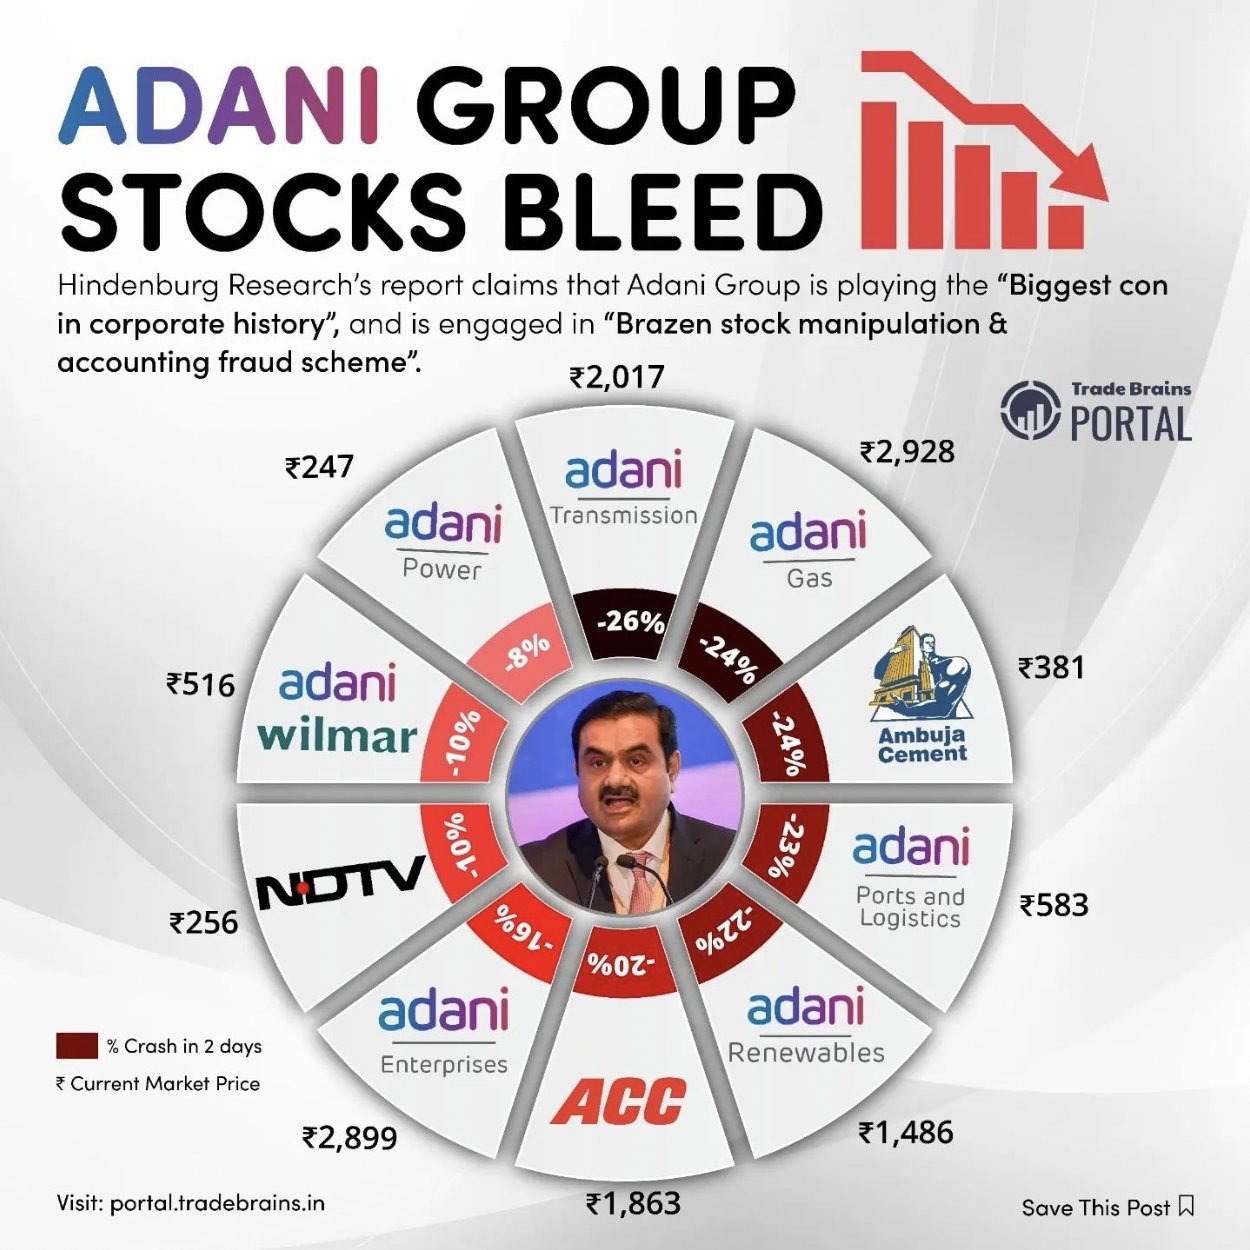 ADANI GROUP
STOCKS BLEED
Hindenburg Research's report claims that Adani Group is playing the “Biggest con
in corporate history”, and is engaged in “Brazen stock manipulation &
accounting fraud scheme”.
Trade Brains
PORTAL
₹2,017
adani
Transmission
-26%
₹2,928
adani
Gas
-24%
₹381
Ambuja
Cement
-24%
₹583
adani
Ports and
Logistics
-23%
₹1,486
adani
Renewables
-22%
₹1,863
ACC
-20%
₹2,899
adani
Enterprises
-16%
₹256
NDTV
-10%
₹516
adani
wilmar
-10%
₹247
adani
Power
-8%
% Crash in 2 days
₹ Current Market Price
Visit: portal.tradebrains.in
Save This Post